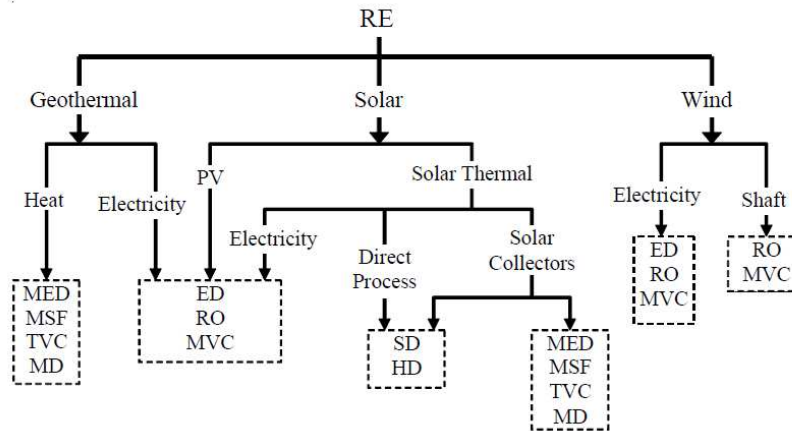 RE
Geothermal
Solar
Wind
Heat
Electricity
PV
Solar Thermal
Electricity
Shaft
Electricity
Direct
Process
Solar
Collectors
MED
MSF
TVC
MD
ED
RO
MVC
SD
HD
MED
MSF
TVC
MD
ED
RO
MVC
RO
MVC